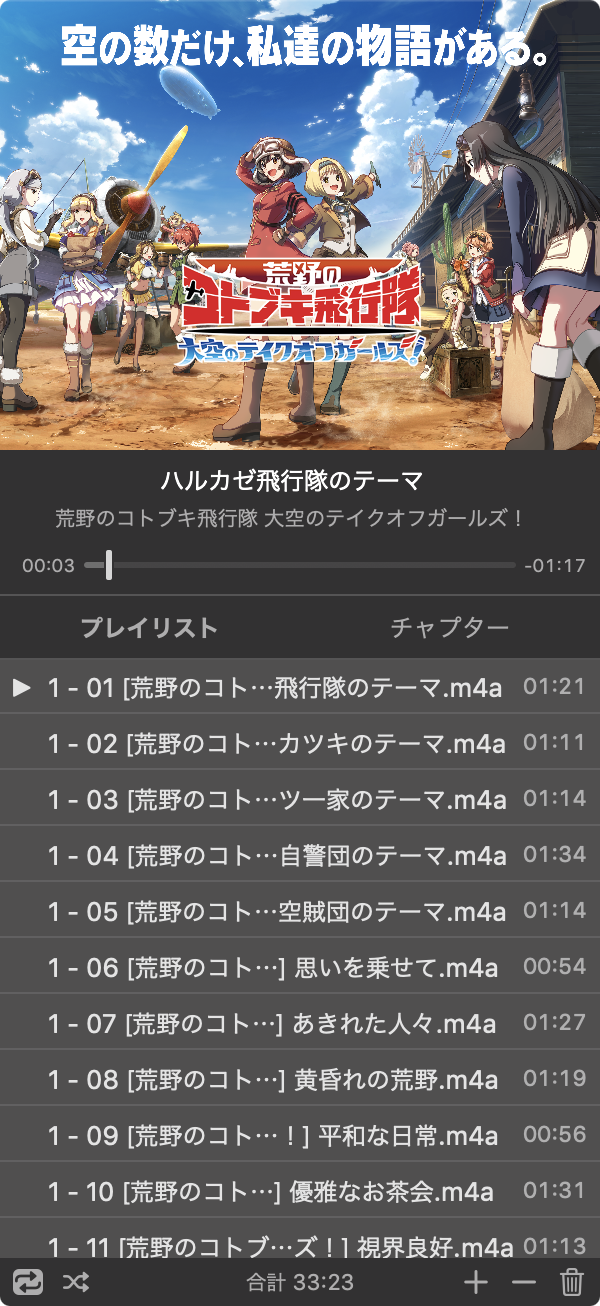 空の数だけ、私達の物語がある。
荒野の
コトブキ飛行隊
大空のテイクオフガールズ!
ハルカゼ飛行隊のテーマ
荒野のコトブキ飛行隊 大空のテイクオフガールズ！
00:03 -01:17
プレイリスト チャプター
1 - 01 [荒野のコト…飛行隊のテーマ.m4a 01:21
1 - 02 [荒野のコト…カツキのテーマ.m4a 01:11
1 - 03 [荒野のコト…ツー家のテーマ.m4a 01:14
1 - 04 [荒野のコト…自警団のテーマ.m4a 01:34
1 - 05 [荒野のコト…空賊団のテーマ.m4a 01:14
1 - 06 [荒野のコト…] 思いを乗せて.m4a 00:54
1 - 07 [荒野のコト…] あきれた人々.m4a 01:27
1 - 08 [荒野のコト…] 黄昏れの荒野.m4a 01:19
1 - 09 [荒野のコト…！] 平和な日常.m4a 00:56
1 - 10 [荒野のコト…] 優雅なお茶会.m4a 01:31
1 - 11 [荒野のコトブ…ズ！] 視界良好.m4a 01:13
合計 33:23